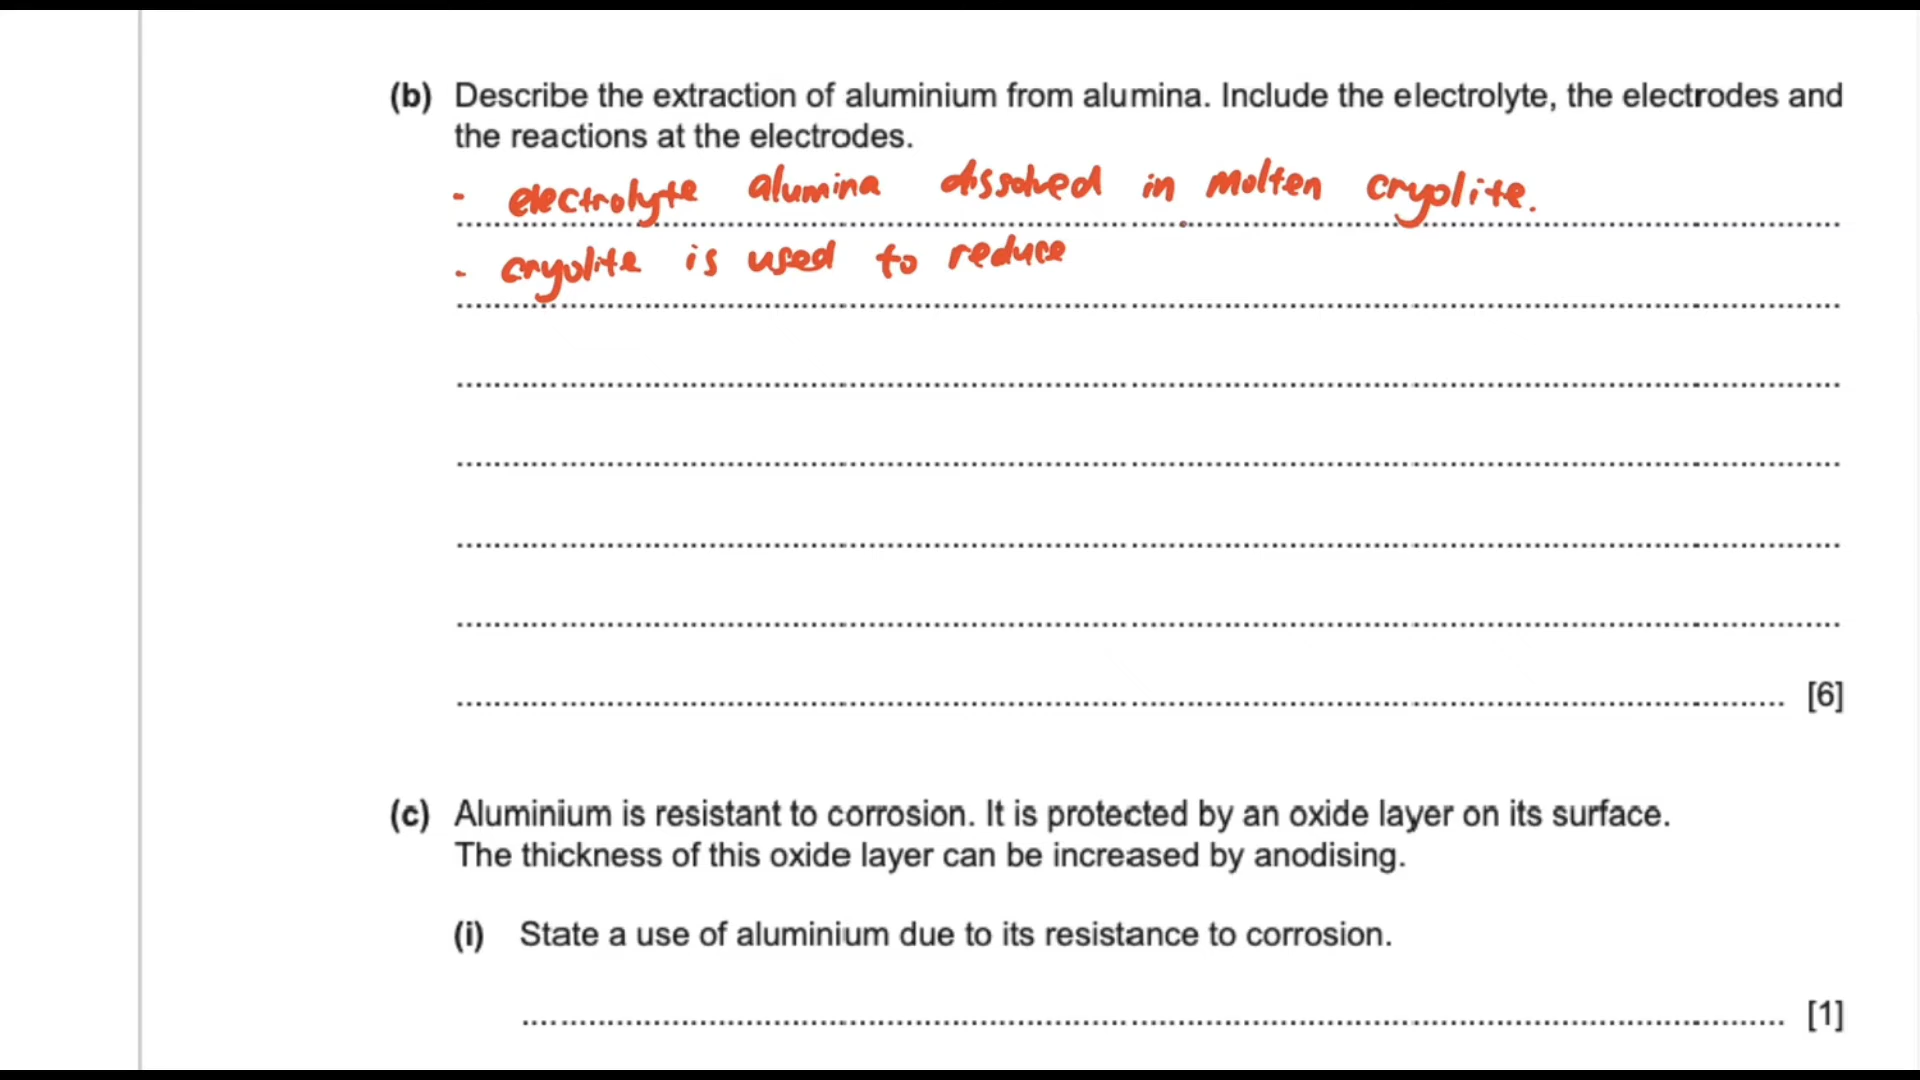 (b) Describe the extraction of aluminium from alumina. Include the electrolyte, the electrodes and
the reactions at the electrodes.
- electrolyte alumina dissolved in molten cryolite.
- cryolite is used to reduce
[6]
(c) Aluminium is resistant to corrosion. It is protected by an oxide layer on its surface.
The thickness of this oxide layer can be increased by anodising.
(i) State a use of aluminium due to its resistance to corrosion.
[1]